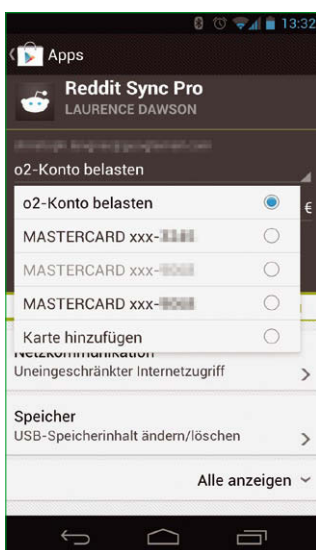 13:32
Apps
Reddit Sync Pro
LAURENCE DAWSON
o2-Konto belasten
€
o2-Konto belasten
MASTERCARD xxx-
MASTERCARD xxx-
MASTERCARD xxx-
Karte hinzufügen
Netzkommunikation
Uneingeschränkter Internetzugriff
Speicher
USB-Speicherinhalt ändern/löschen
Alle anzeigen